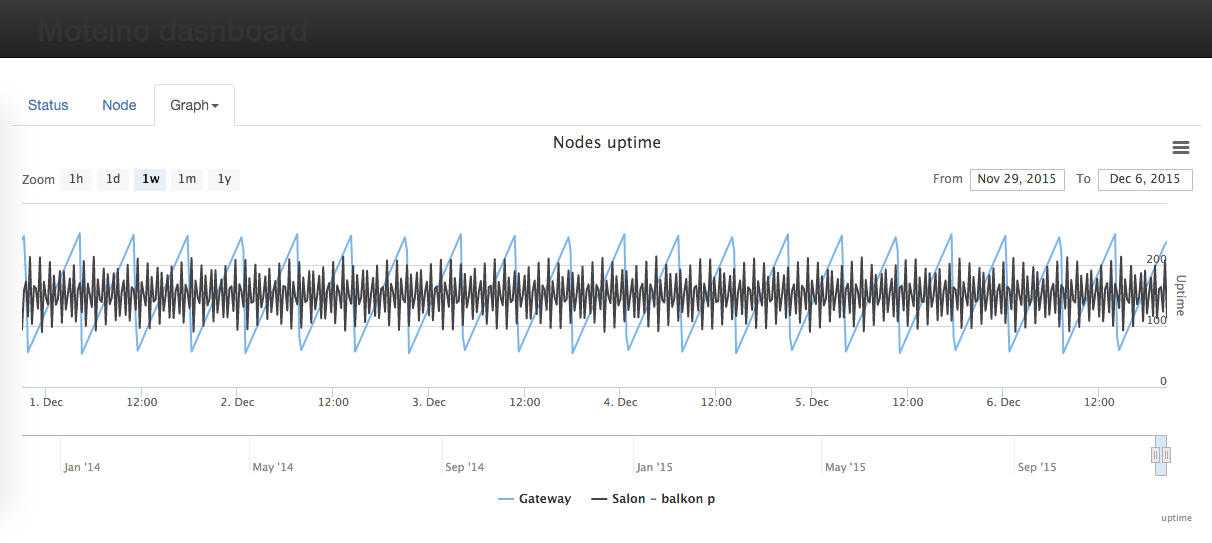 Moteino dashboard
Status Node Graph
Nodes uptime
Zoom 1h 1d 1w 1m 1y From Nov 29, 2015 To Dec 6, 2015
200
Uptime
100
0
1. Dec 12:00 2. Dec 12:00 3. Dec 12:00 4. Dec 12:00 5. Dec 12:00 6. Dec 12:00
Jan '14 May '14 Sep '14 Jan '15 May '15 Sep '15
Gateway Salon - balkon p
uptime